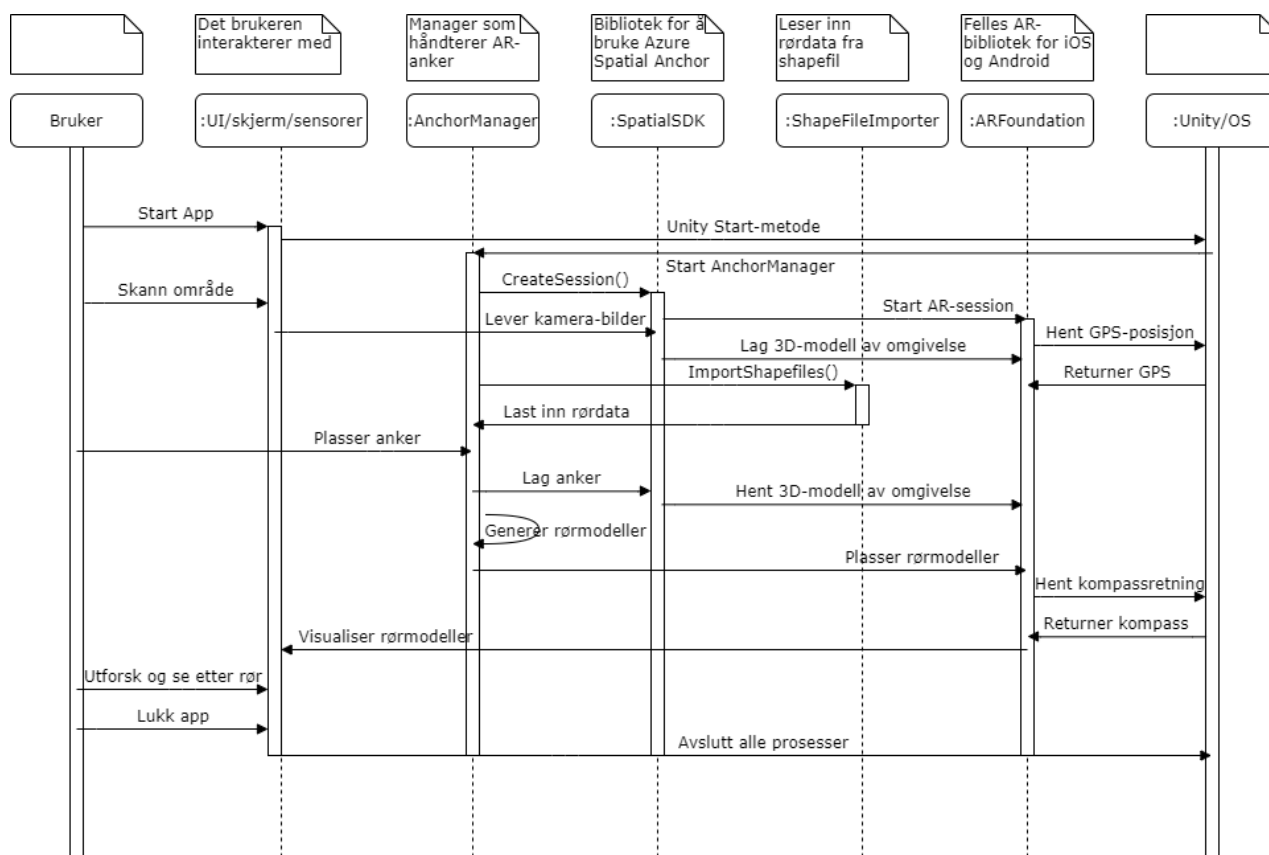 Det brukeren
interakterer med
Manager som
håndterer AR-
anker
Bibliotek for å
bruke Azure
Spatial Anchor
Leser inn
rørdata fra
shapefil
Felles AR-
bibliotek for iOS
og Android
Bruker
:UI/skjerm/sensorer
:AnchorManager
:SpatialSDK
:ShapeFileImporter
:ARFoundation
:Unity/OS
Start App
Unity Start-metode
Start AnchorManager
CreateSession()
Skann område
Start AR-session
Lever kamera-bilder
Hent GPS-posisjon
Lag 3D-modell av omgivelse
ImportShapefiles()
Returner GPS
Last inn rørdata
Plasser anker
Lag anker
Hent 3D-modell av omgivelse
Generer rørmodeller
Plasser rørmodeller
Hent kompassretning
Returner kompass
Visualiser rørmodeller
Utforsk og se etter rør
Lukk app
Avslutt alle prosesser